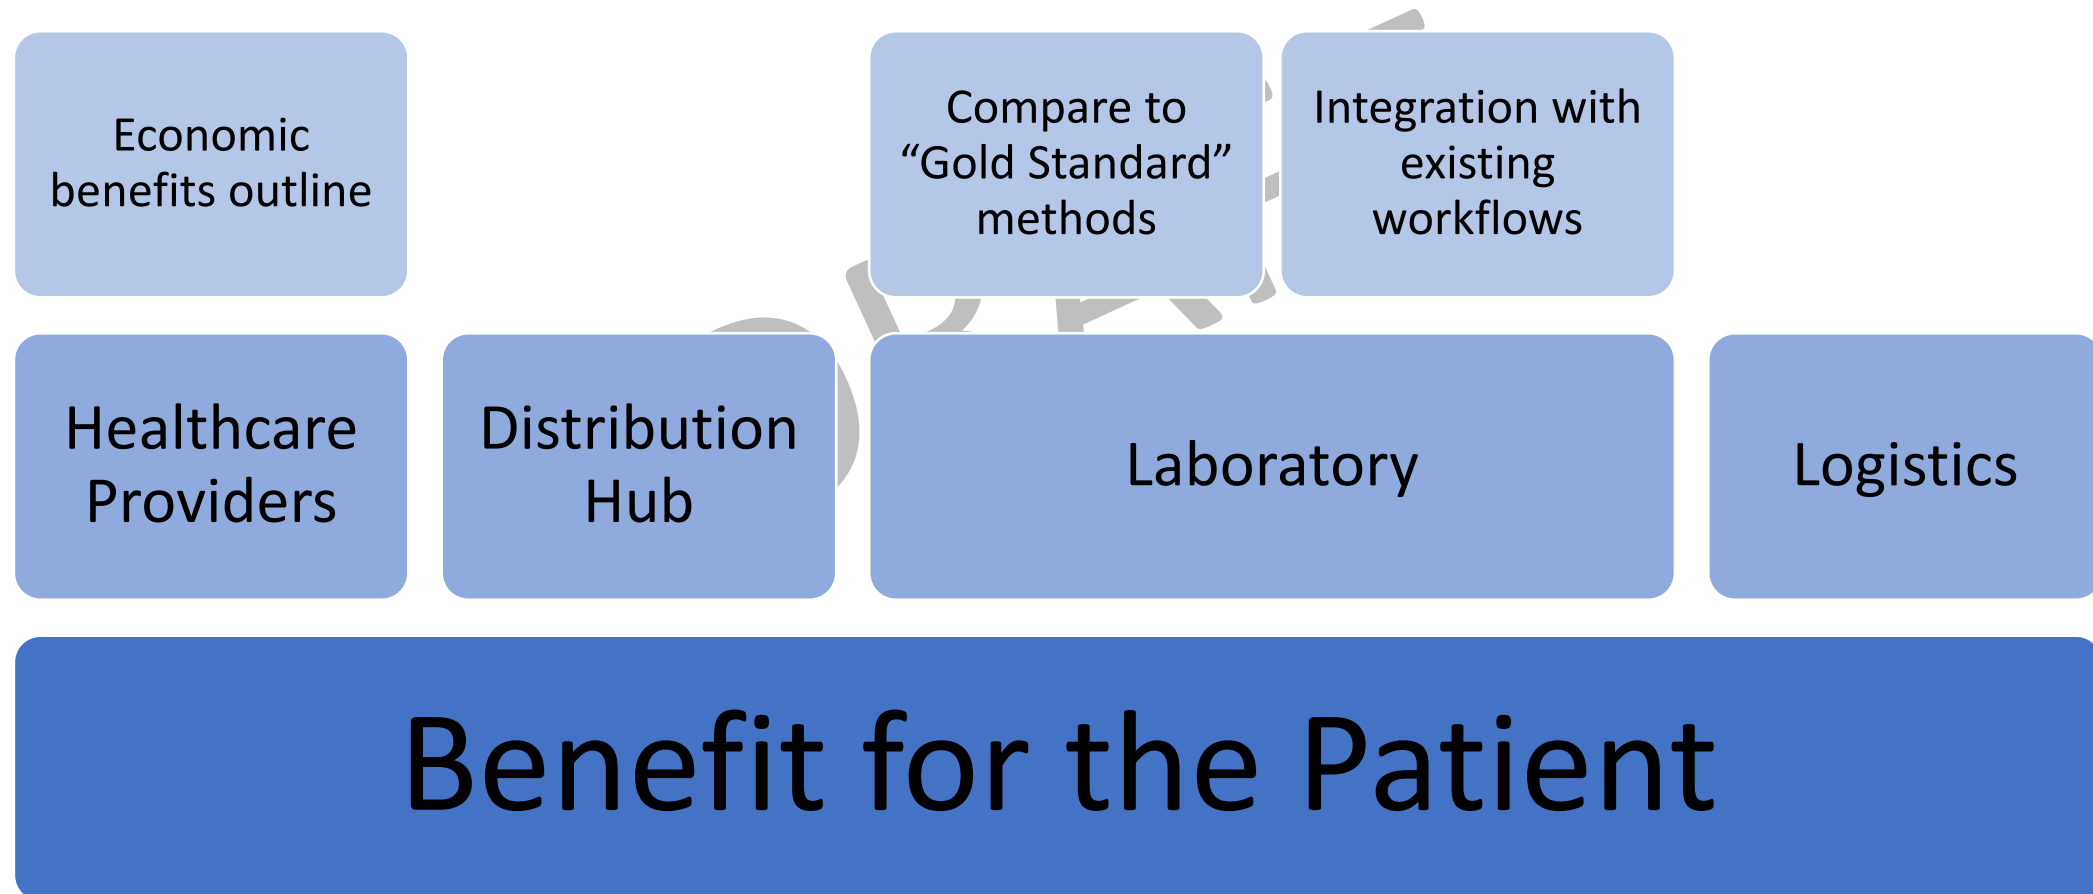 Economic
benefits outline
Compare to
“Gold Standard”
methods
Integration with
existing
workflows
Healthcare
Providers
Distribution
Hub
Laboratory
Logistics
Benefit for the Patient